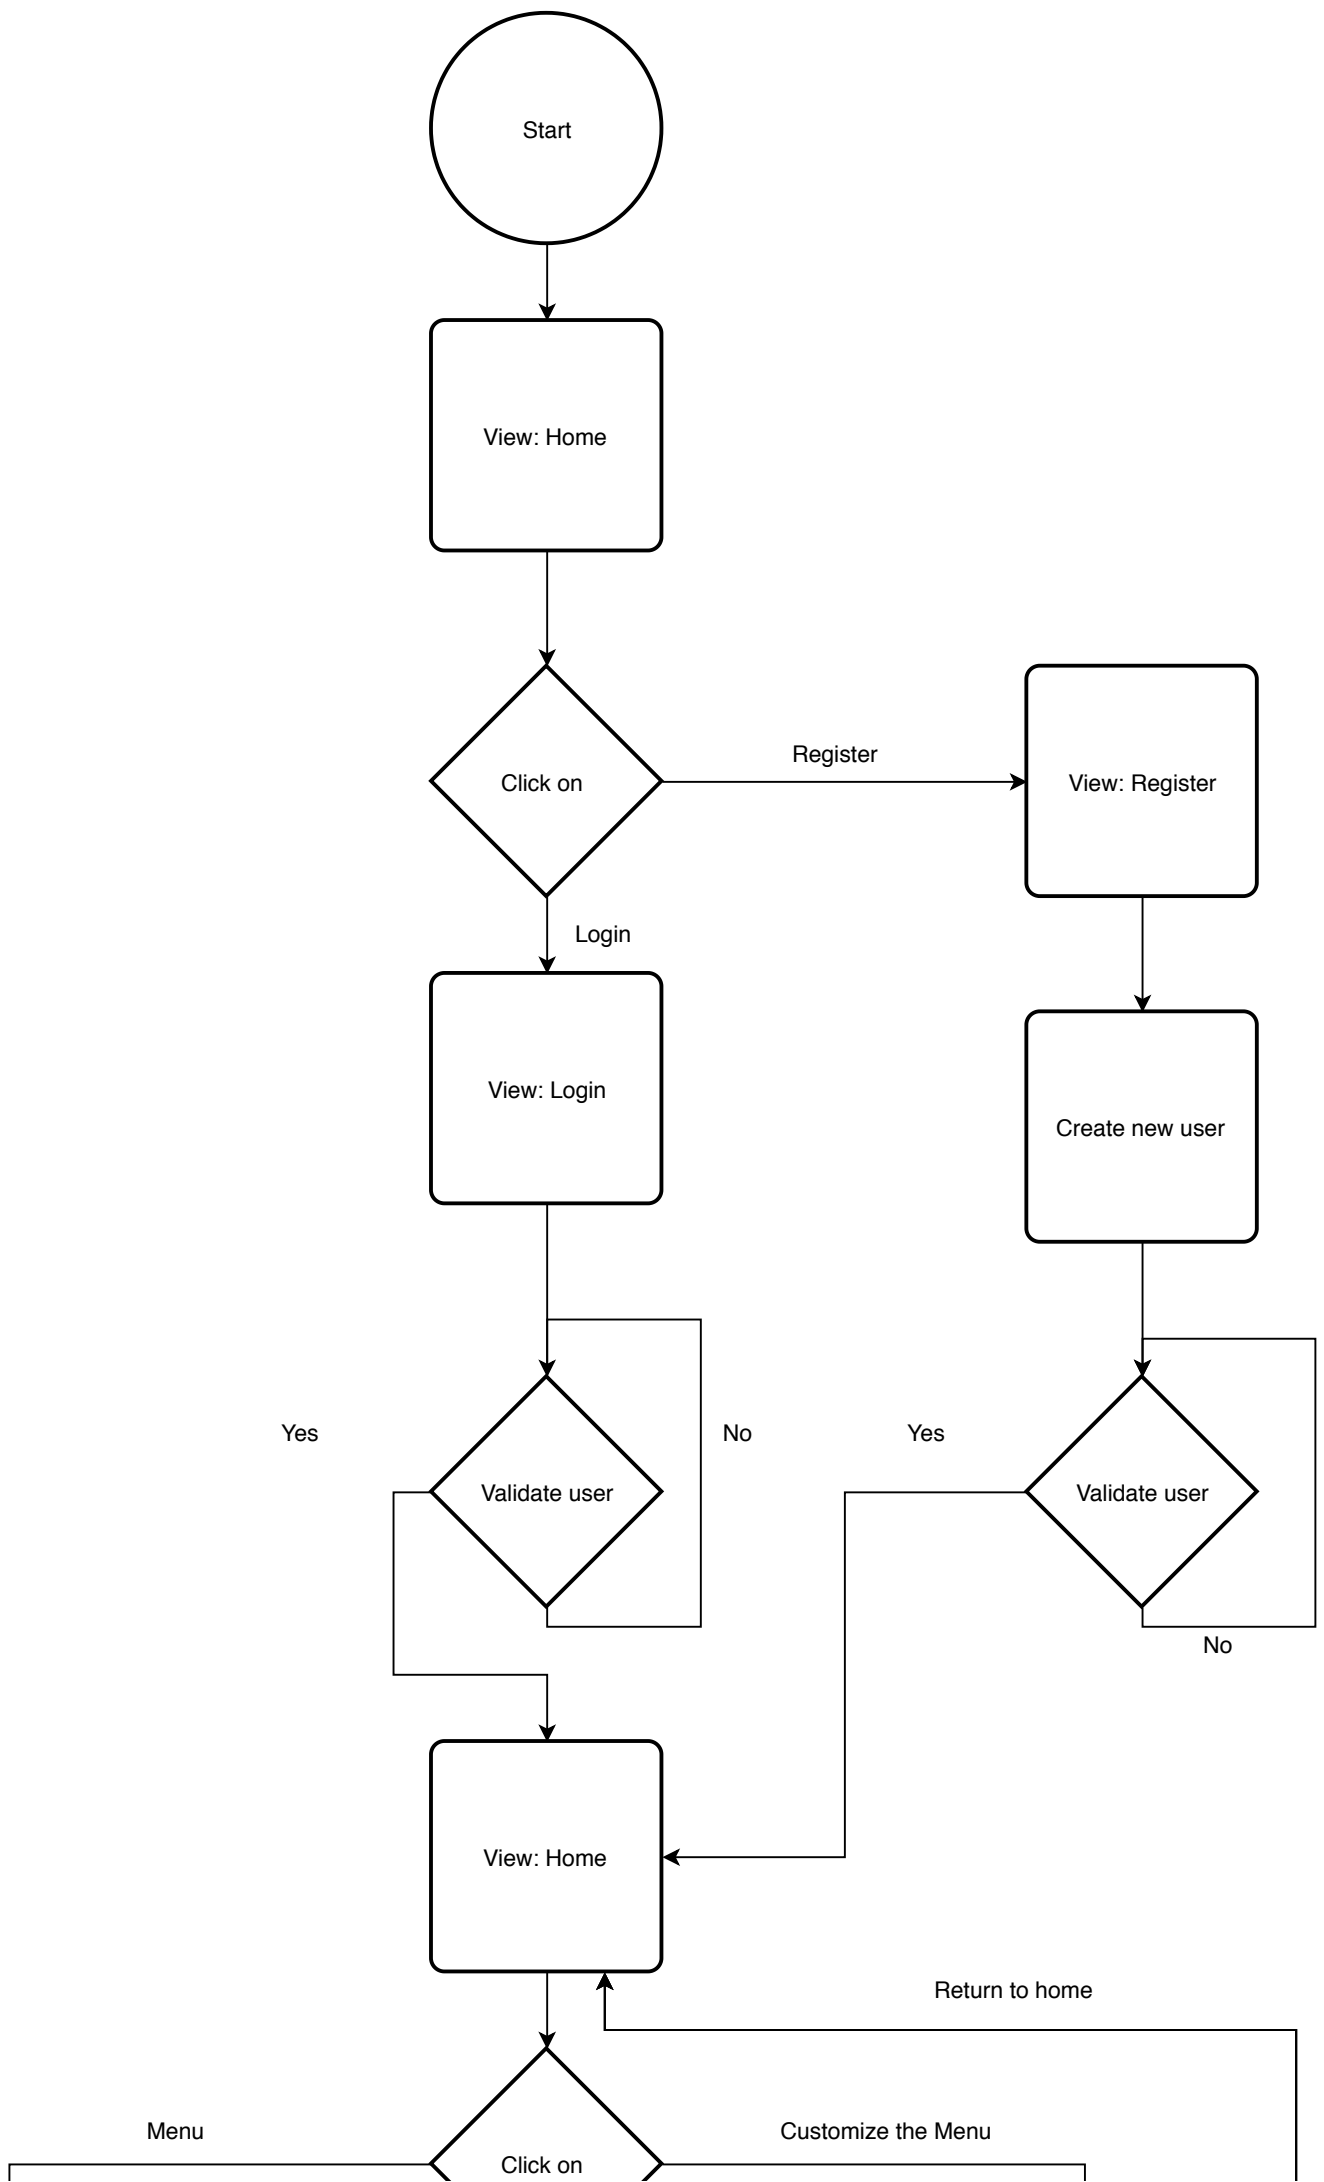 Start
View: Home
Click on
Register
View: Register
Login
View: Login
Create new user
Yes
No
Yes
Validate user
Validate user
No
View: Home
Return to home
Menu
Customize the Menu
Click on